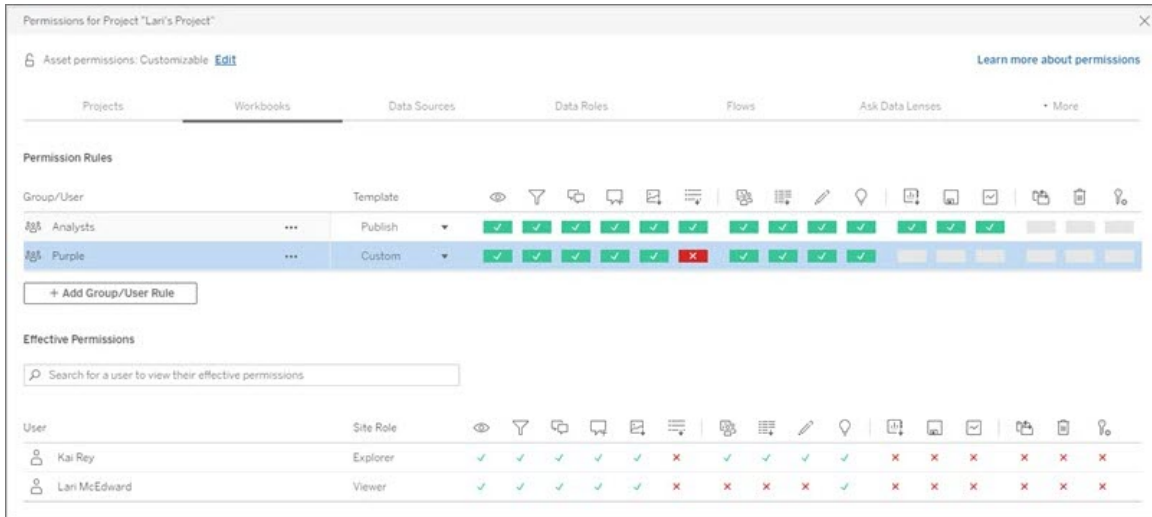 Permissions for Project "Lari's Project"
Asset permissions: Customizable Edit
Learn more about permissions
Projects Workbooks Data Sources Data Roles Flows Ask Data Lenses More
Permission Rules
Group/User Template
Analysts Publish
Purple Custom
+ Add Group/User Rule
Effective Permissions
Search for a user to view their effective permissions
User Site Role
Kai Rey Explorer
Lari McEdward Viewer